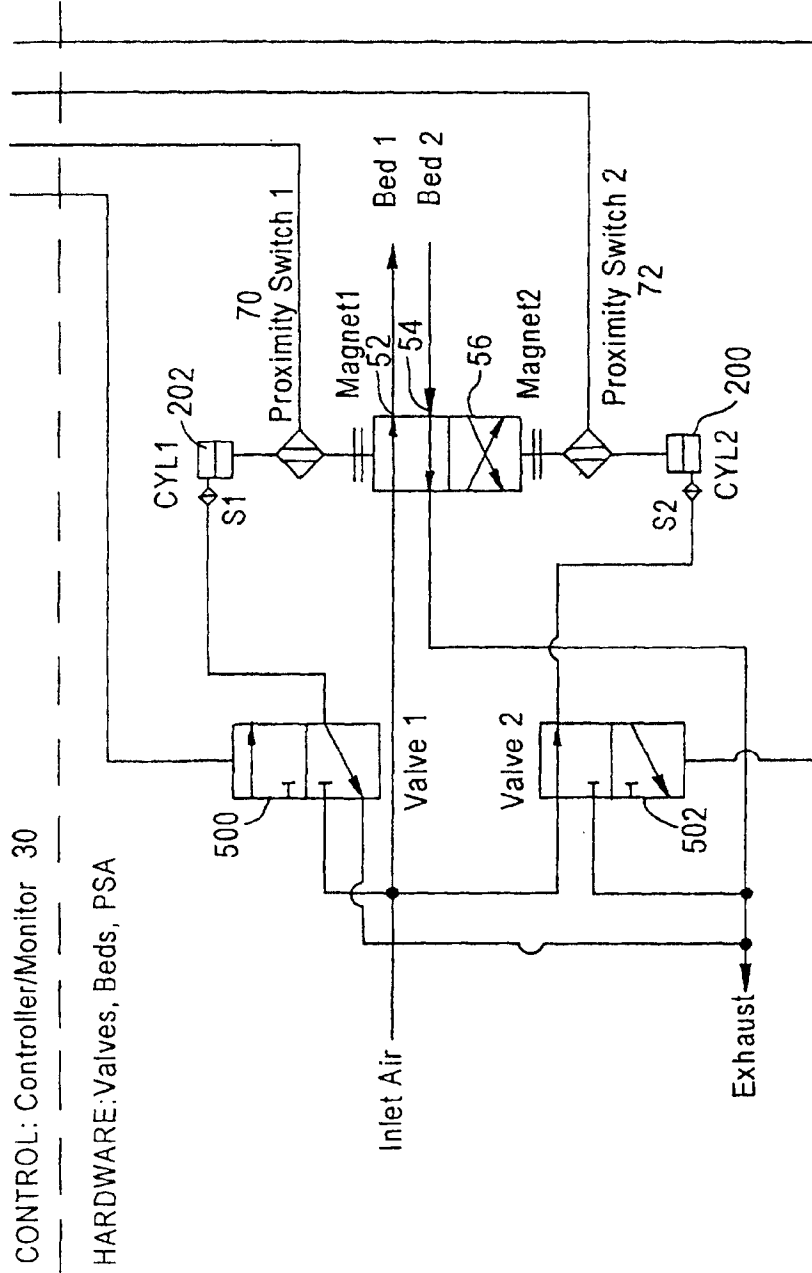 CONTROL: Controller/Monitor 30
HARDWARE: Valves, Beds, PSA
Inlet Air
Exhaust
500
Valve 1
Valve 2
502
CYL1
202
S1
Proximity Switch 1
70
Magnet1
52
54
56
Bed 1
Bed 2
Magnet2
Proximity Switch 2
72
S2
CYL2
200